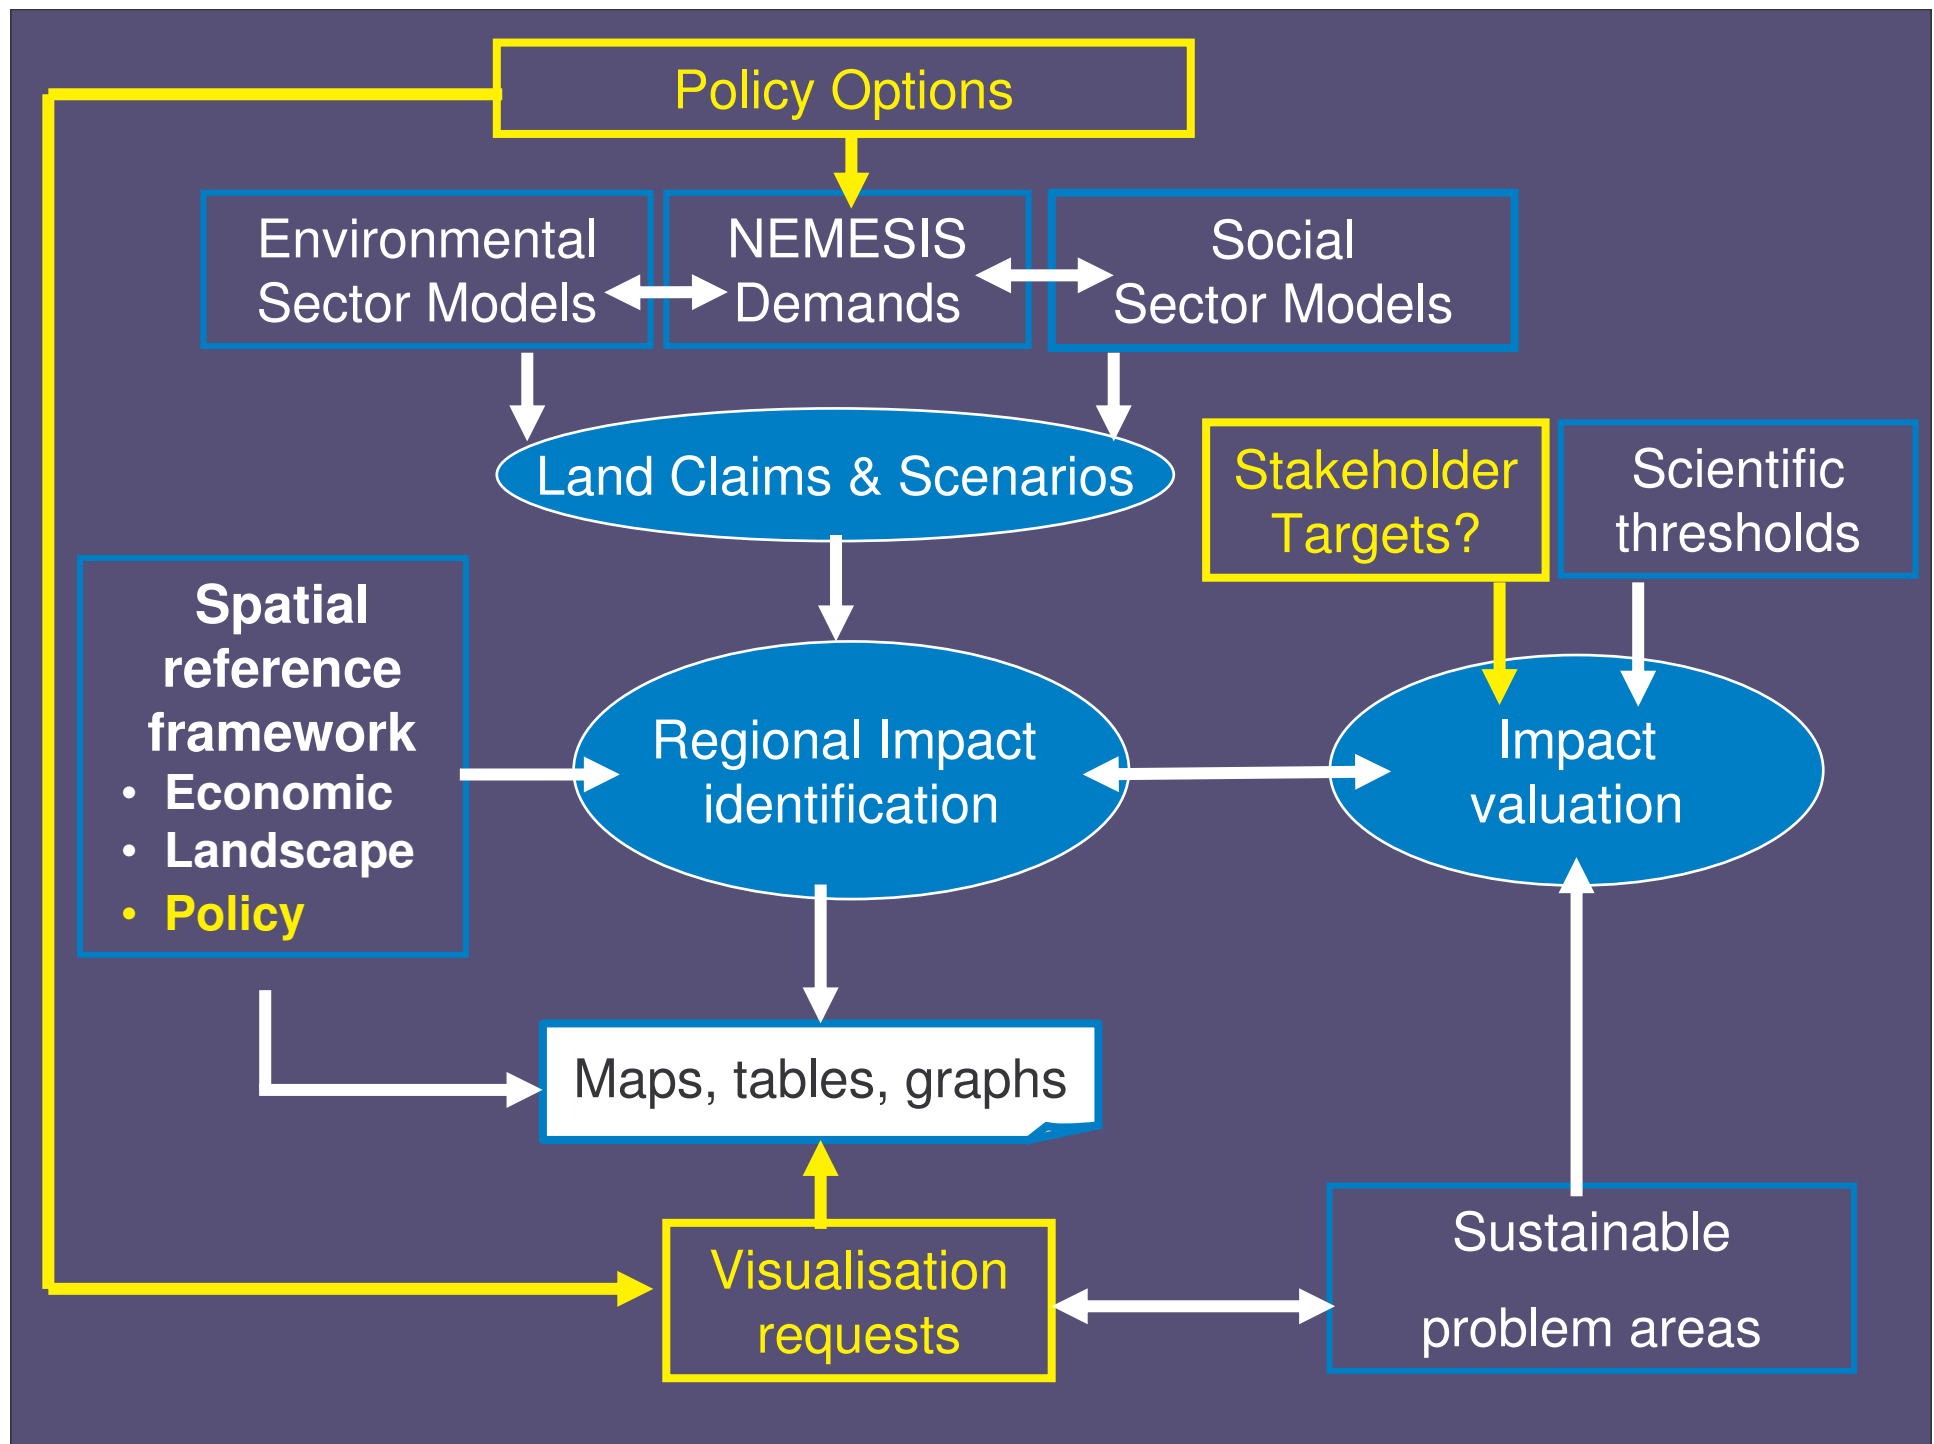 Policy Options
Environmental
Sector Models
NEMESIS
Demands
Social
Sector Models
Land Claims & Scenarios
Stakeholder
Targets?
Scientific
thresholds
Spatial
reference
framework
• Economic
• Landscape
• Policy
Regional Impact
identification
Impact
valuation
Maps, tables, graphs
Visualisation
requests
Sustainable
problem areas